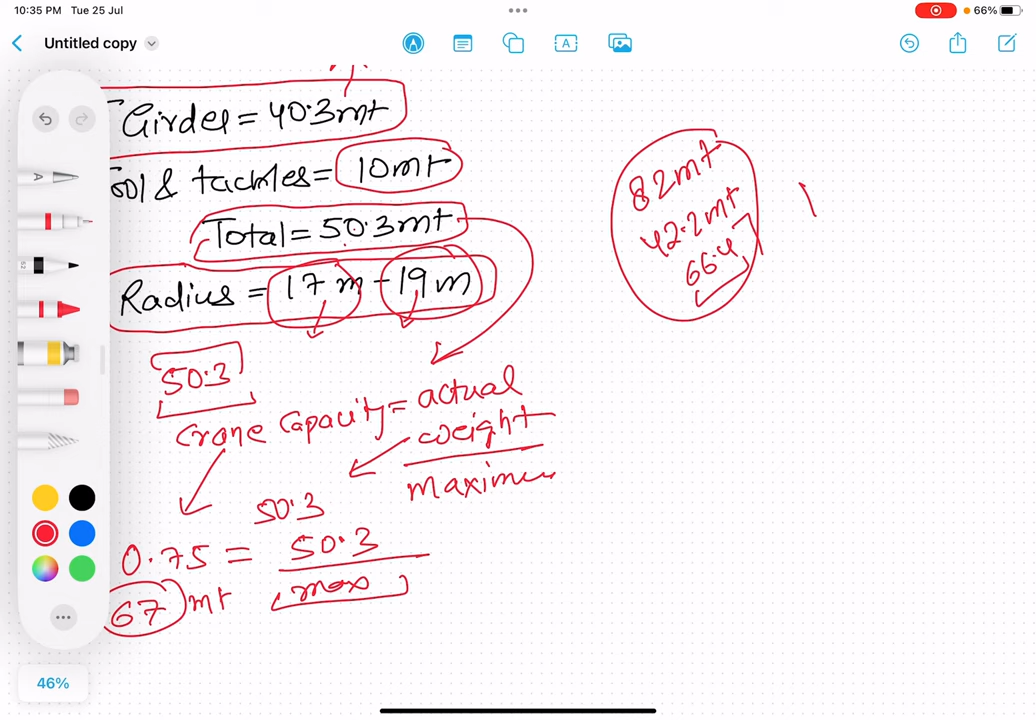 10:35 PM Tue 25 Jul
66%
Untitled copy
A
Girder = 40.3mt
& tackles = 10mt
Total = 50.3mt
Radius = 17 m - 19 m
82mt
42.2mt
66.4
50.3
Crane Capacity = actual
weight
maximum
50.3
0.75 = 50.3
max
67 mt
46%